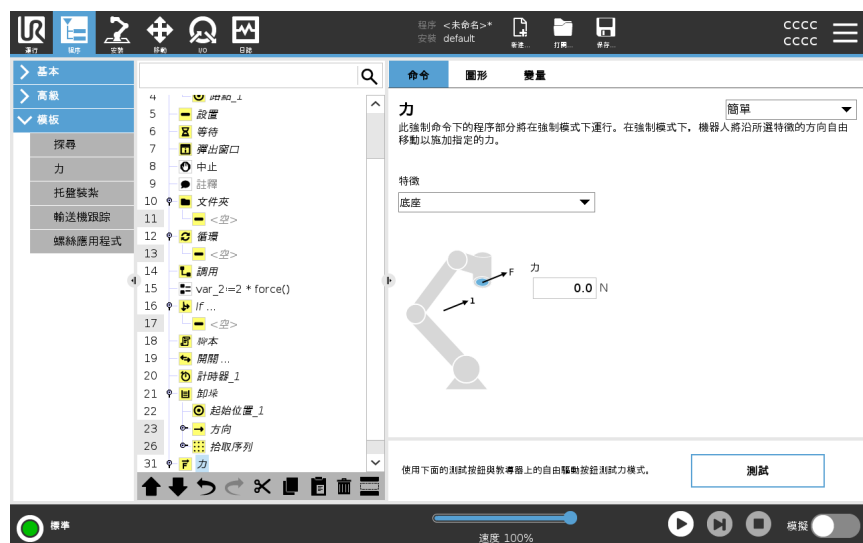 UR
運行
程序
安裝
移動
I/O
日誌
程序 <未命名>*
安裝 default
新建...
打開...
保存...
cccc
cccc
基本
高級
模板
探尋
力
托盤裝紮
輸送機跟踪
螺絲應用程式
4 路點_1
5 設置
6 等待
7 彈出窗口
8 中止
9 註釋
10 文件夾
11 <空>
12 循環
13 <空>
14 調用
15 var_2:=2 * force()
16 If ...
17 <空>
18 腳本
19 開關 ...
20 計時器_1
21 卸垛
22 起始位置_1
23 方向
26 拾取序列
31 力
命令 圖形 變量
力
簡單
此強制命令下的程序部分將在強制模式下運行。在強制模式下, 機器人將沿所選特徵的方向自由
移動以施加指定的力。
特徵
底座
F
1
力
0.0 N
使用下面的測試按鈕與教導器上的自由驅動按鈕測試力模式。
測試
標準
速度 100%
模擬